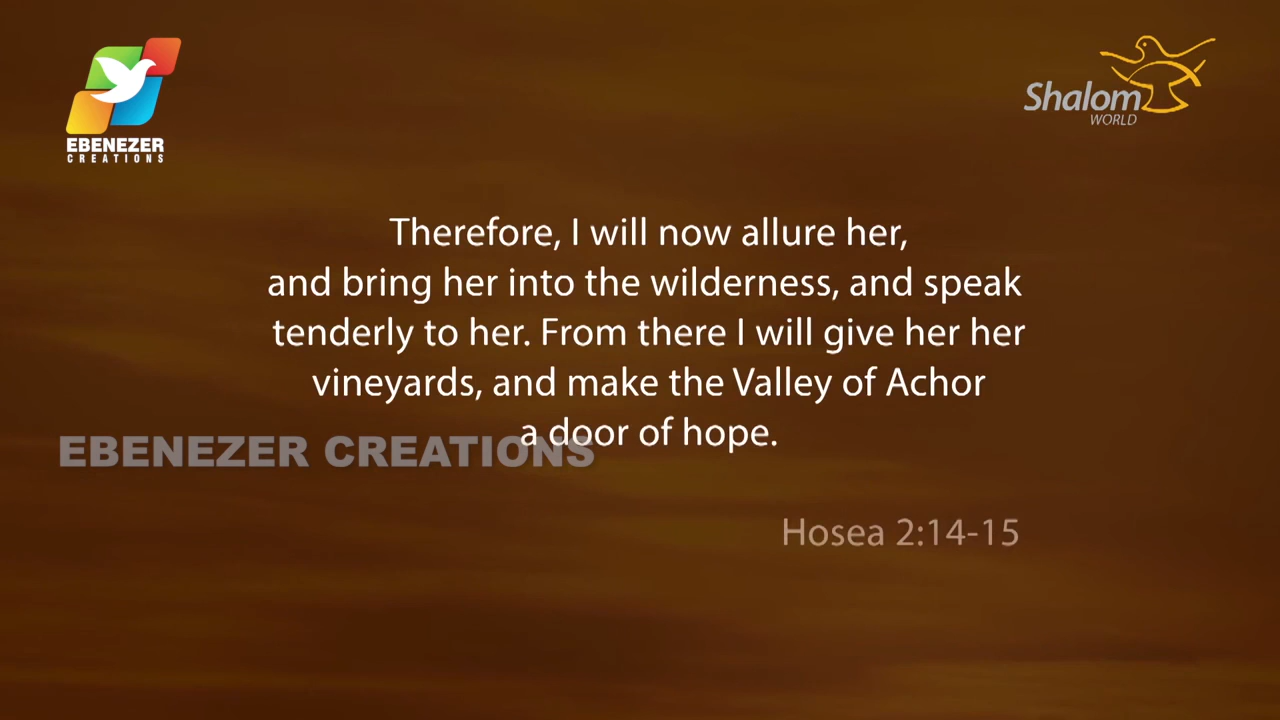 EBENEZER
CREATIONS
Shalom
WORLD
Therefore, I will now allure her,
and bring her into the wilderness, and speak
tenderly to her. From there I will give her her
vineyards, and make the Valley of Achor
a door of hope.
EBENEZER CREATIONS
Hosea 2:14-15